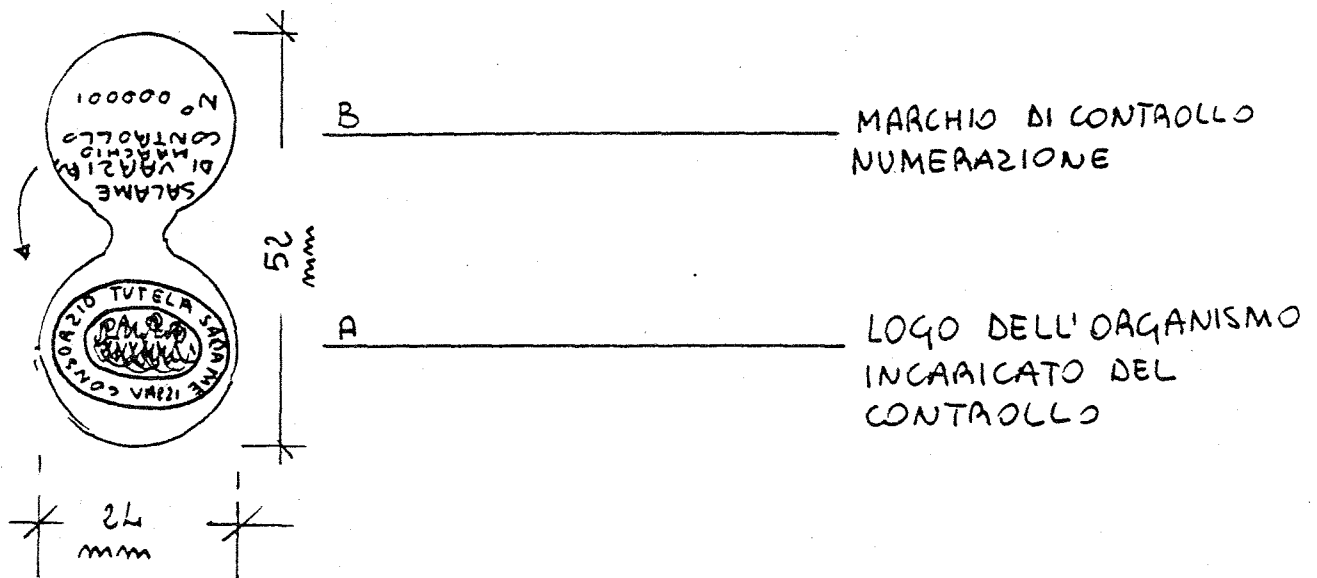 SALAME
DI VARZI
MARCHIO
CONTROLLO
N° 000001
B
MARCHIO DI CONTROLLO
NUMERAZIONE
52
mm
CONSORZIO TUTELA SALAME VARZI
A
LOGO DELL'ORGANISMO
INCARICATO DEL
CONTROLLO
24
mm